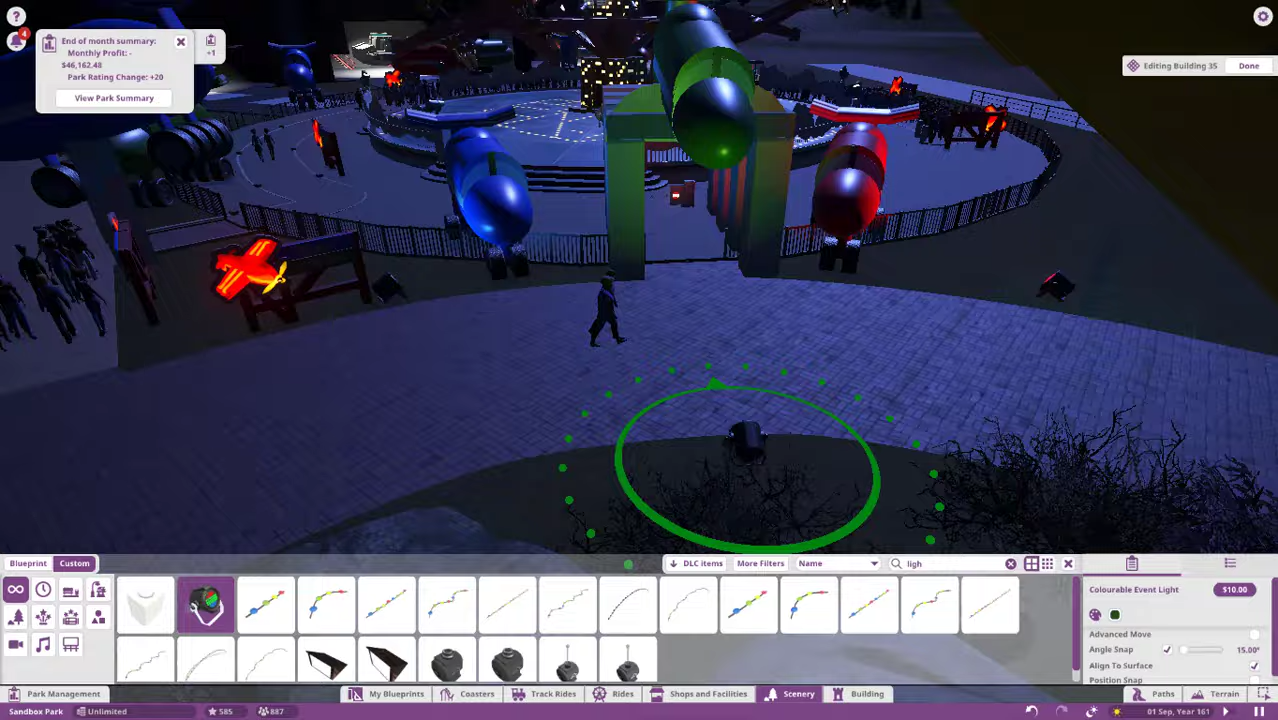 ?
4
End of month summary:
Monthly Profit: -
$46,162.48
Park Rating Change: +20
View Park Summary
+1
Editing Building 35
Done
Blueprint
Custom
DLC items
More Filters
Name
ligh
Colourable Event Light
$10.00
Advanced Move
Angle Snap
15.00°
Align To Surface
Position Snap
Park Management
My Blueprints
Coasters
Track Rides
Rides
Shops and Facilities
Scenery
Building
Paths
Terrain
Sandbox Park
Unlimited
585
887
01 Sep, Year 161